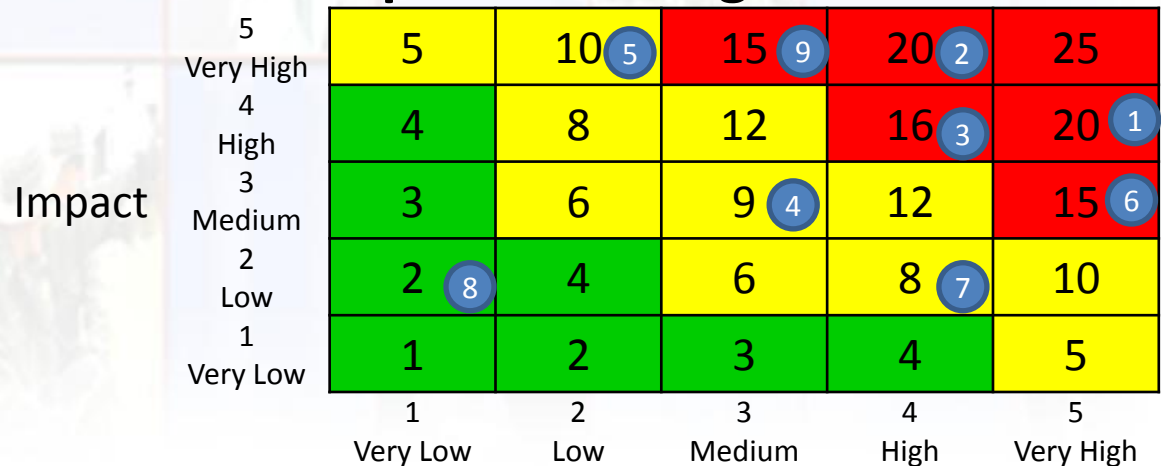 5
Very High
5 10 5 15 9 20 2 25
4
High
4 8 12 16 3 20 1
Impact
3
Medium
3 6 9 4 12 15 6
2
Low
2 8 4 6 8 7 10
1
Very Low
1 2 3 4 5
1 2 3 4 5
Very Low Low Medium High Very High